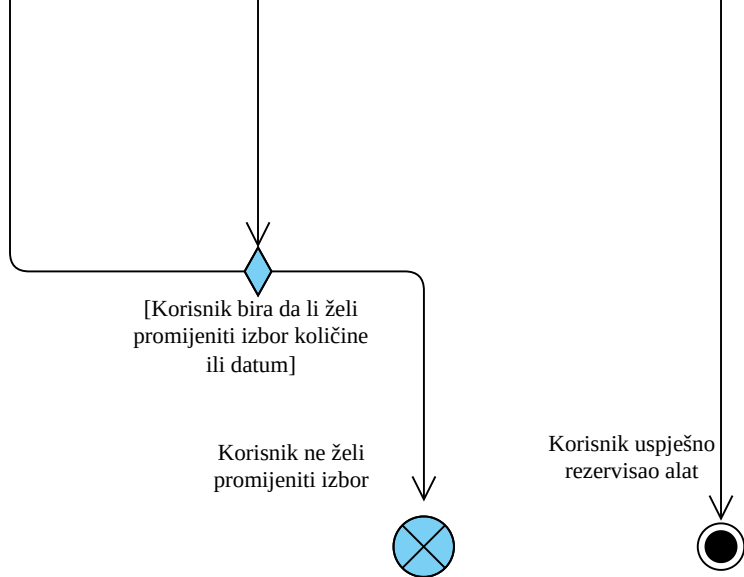 [Korisnik bira da li želi
promijeniti izbor količine
ili datum]
Korisnik ne želi
promijeniti izbor
Korisnik uspješno
rezervisao alat